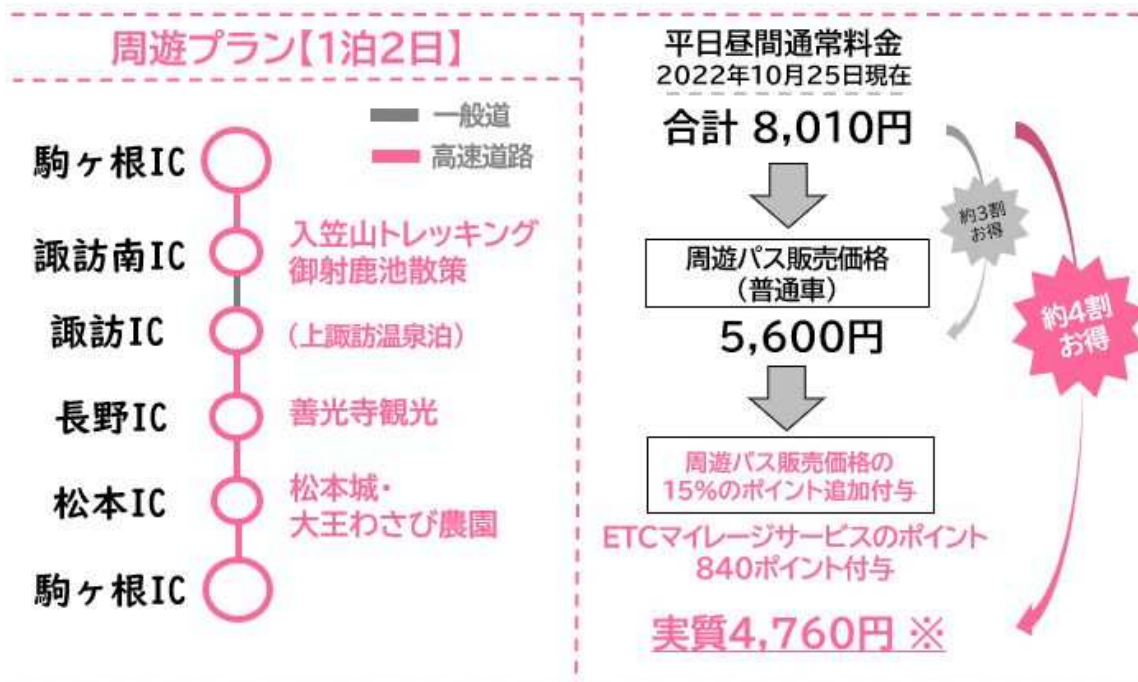 周遊プラン【1泊2日】
一般道
高速道路
駒ヶ根IC
諏訪南IC
入笠山トレッキング
御射鹿池散策
諏訪IC
(上諏訪温泉泊)
長野IC
善光寺観光
松本IC
松本城・
大王わさび農園
駒ヶ根IC
平日昼間通常料金
2022年10月25日現在
合計 8,010円
約3割
お得
周遊パス販売価格
(普通車)
5,600円
約4割
お得
周遊パス販売価格の
15%のポイント追加付与
ETCマイレージサービスのポイント
840ポイント付与
実質4,760円 ※